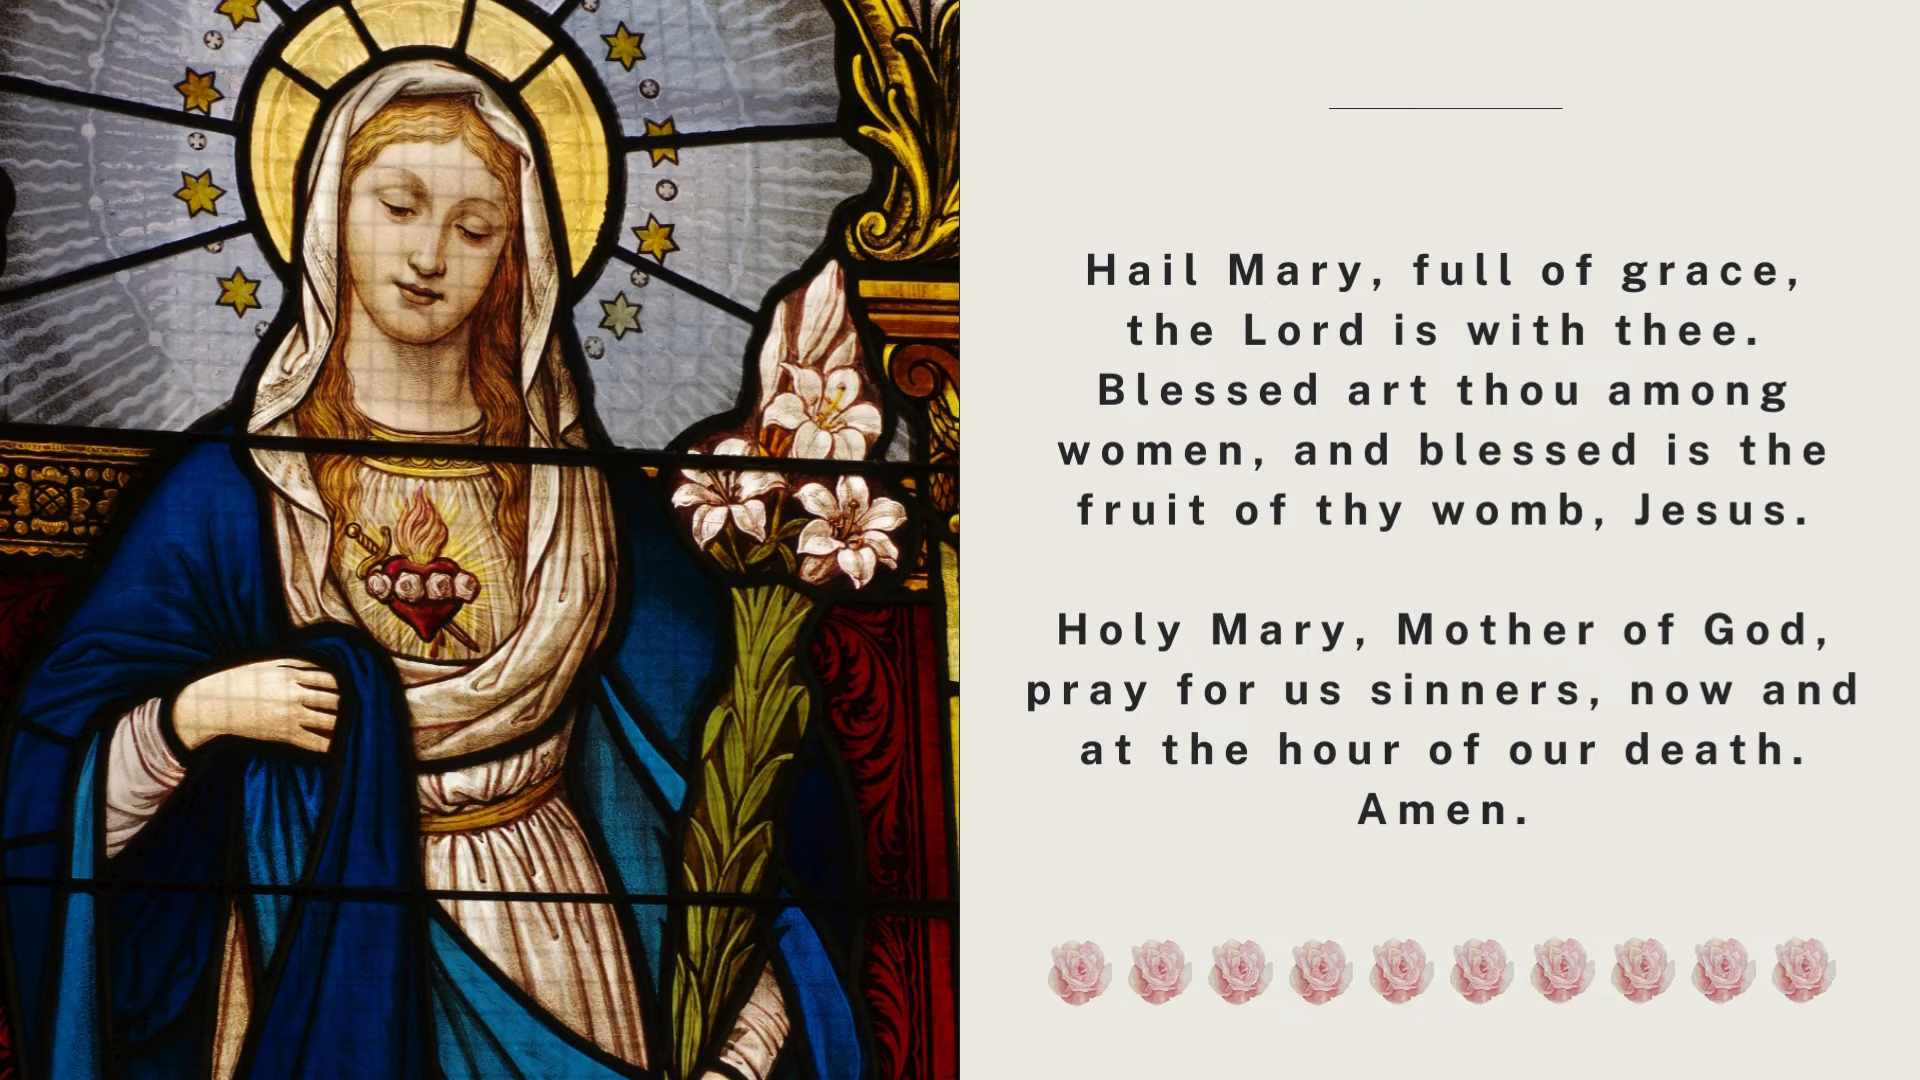 Hail Mary, full of grace,
the Lord is with thee.
Blessed art thou among
women, and blessed is the
fruit of thy womb, Jesus.
Holy Mary, Mother of God,
pray for us sinners, now and
at the hour of our death.
Amen.